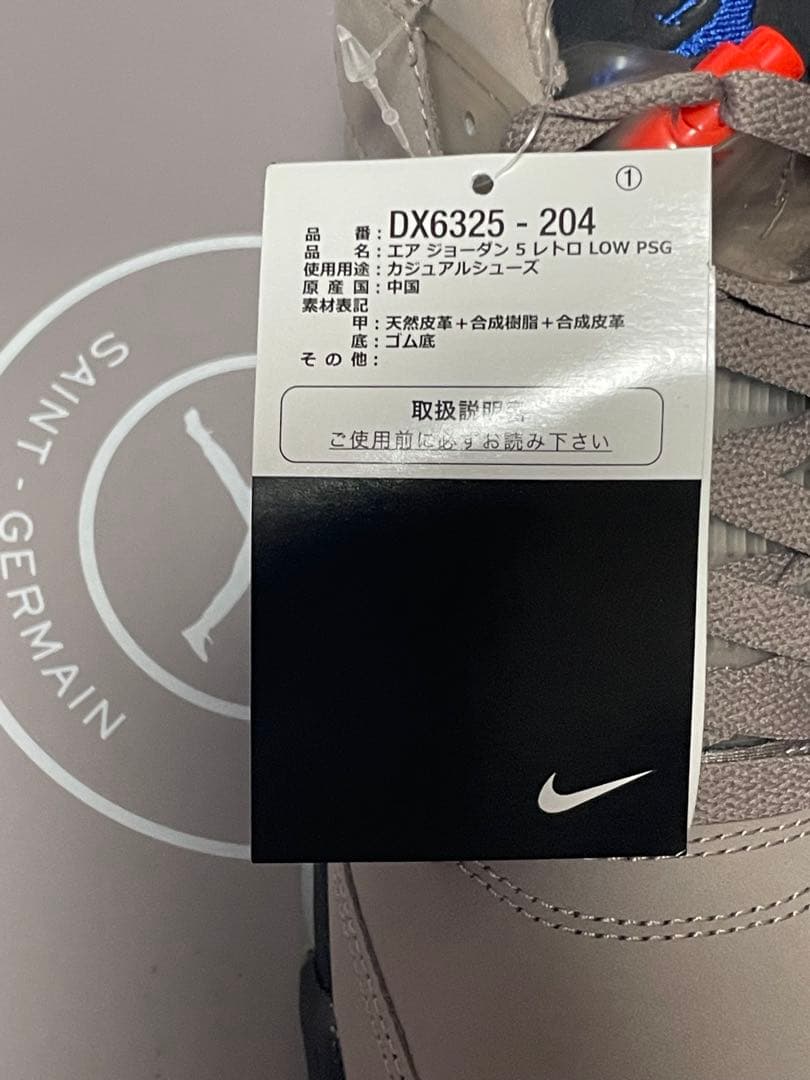 ①
品 番：DX6325 - 204
品 名：エア ジョーダン 5 レトロ LOW PSG
使用用途：カジュアルシューズ
原 産 国：中国
素材表記
甲：天然皮革＋合成樹脂＋合成皮革
底：ゴム底
そ の 他：
取扱説明書
ご使用前に必ずお読み下さい
SAINT - GERMAIN